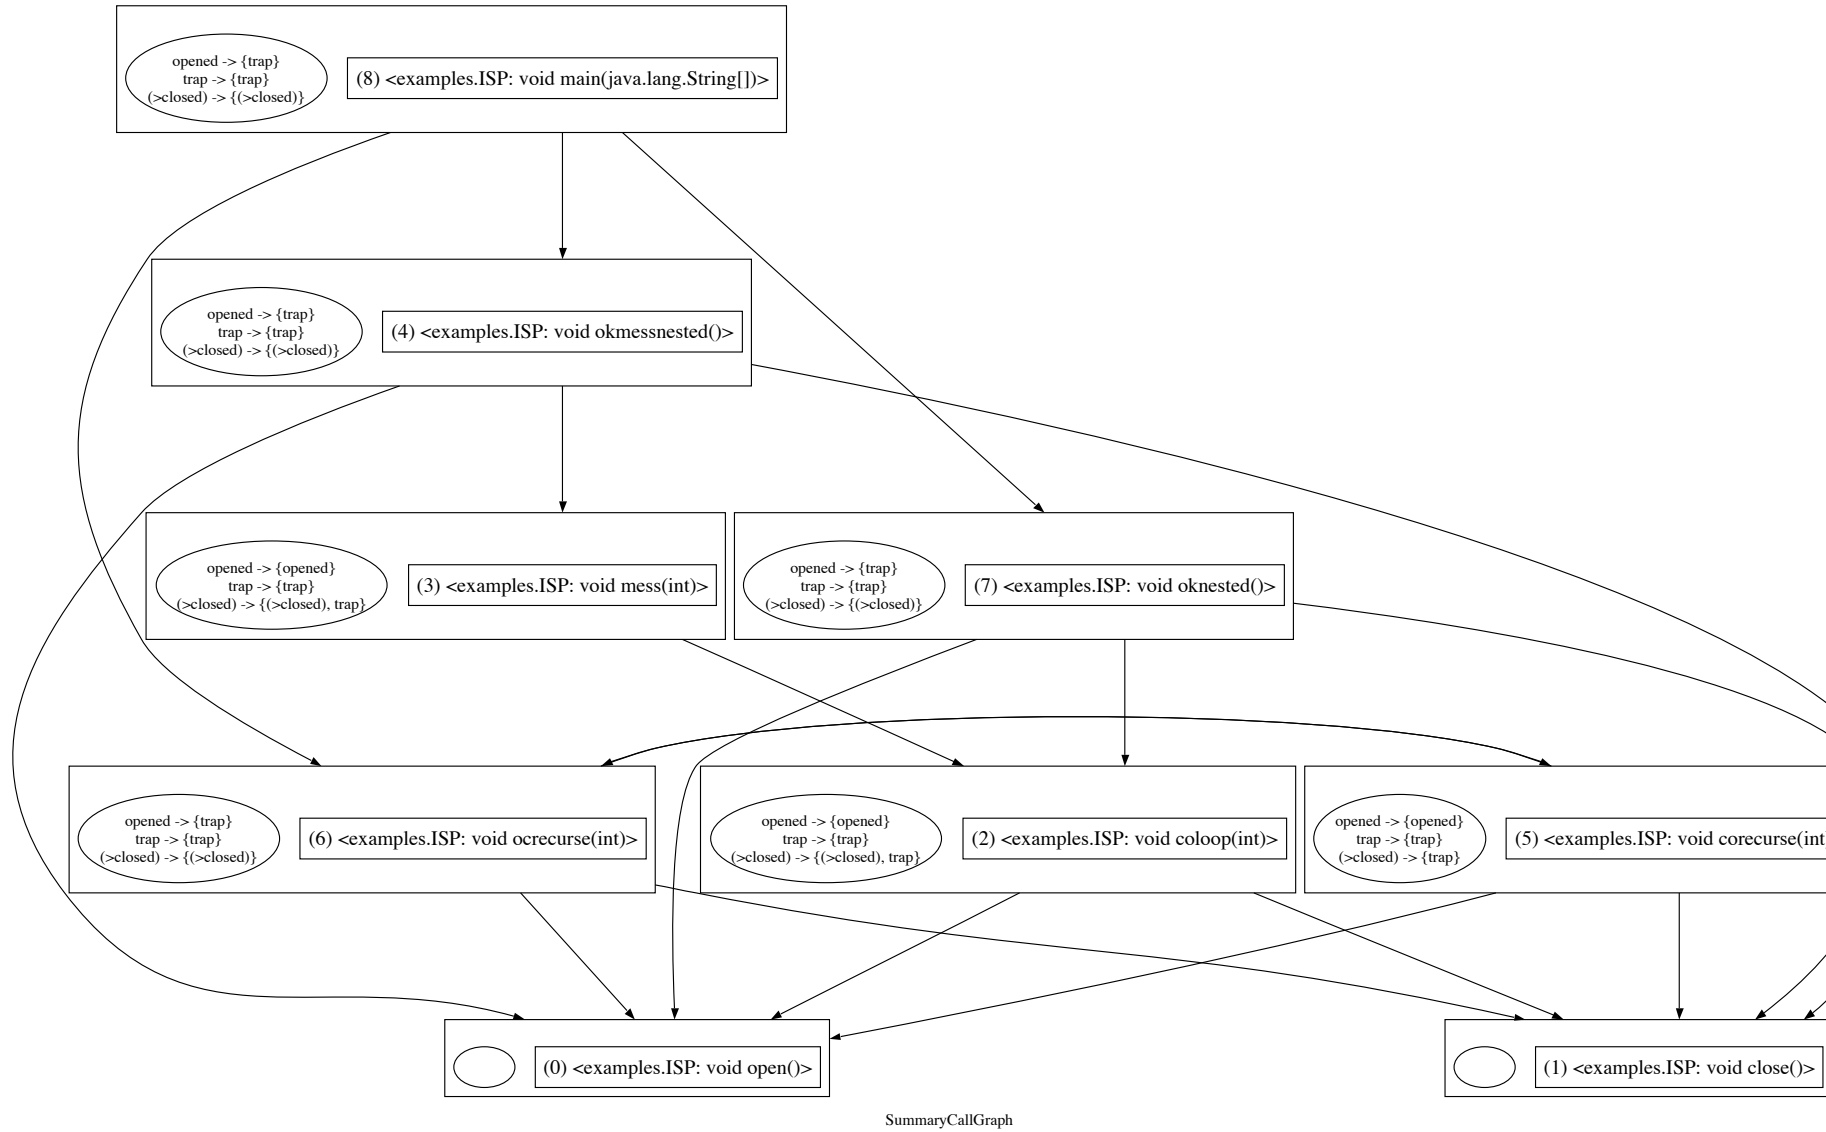 opened -> {trap}
trap -> {trap}
(>closed) -> {(>closed)}
(8) <examples.ISP: void main(java.lang.String[])>
opened -> {trap}
trap -> {trap}
(>closed) -> {(>closed)}
(4) <examples.ISP: void okmessnested()>
opened -> {opened}
trap -> {trap}
(>closed) -> {(>closed), trap}
(3) <examples.ISP: void mess(int)>
opened -> {trap}
trap -> {trap}
(>closed) -> {(>closed)}
(7) <examples.ISP: void oknested()>
opened -> {trap}
trap -> {trap}
(>closed) -> {(>closed)}
(6) <examples.ISP: void ocrecurse(int)>
opened -> {opened}
trap -> {trap}
(>closed) -> {(>closed), trap}
(2) <examples.ISP: void coloop(int)>
opened -> {opened}
trap -> {trap}
(>closed) -> {trap}
(5) <examples.ISP: void corecurse(int
(0) <examples.ISP: void open()>
(1) <examples.ISP: void close()>
SummaryCallGraph